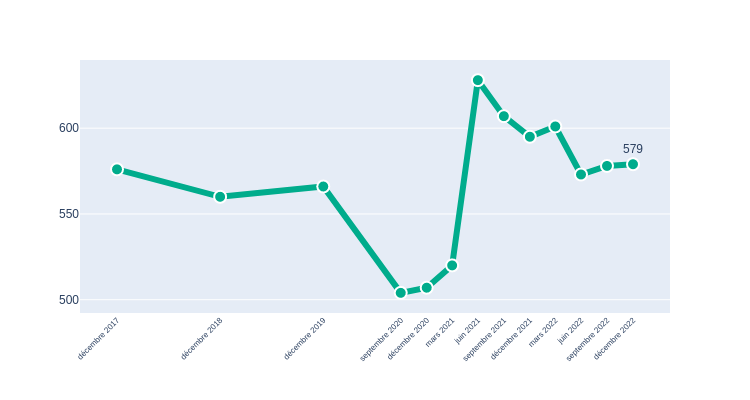 600
550
500
579
décembre 2017
décembre 2018
décembre 2019
septembre 2020
décembre 2020
mars 2021
juin 2021
septembre 2021
décembre 2021
mars 2022
juin 2022
septembre 2022
décembre 2022